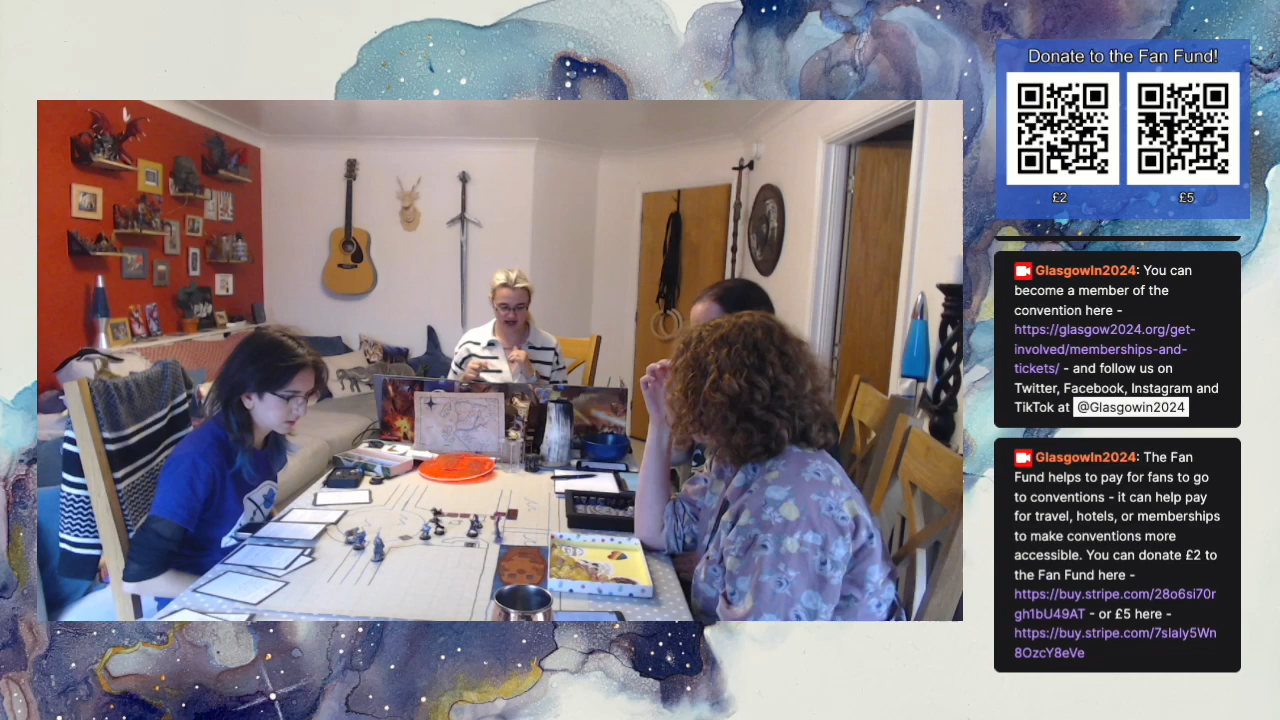 Donate to the Fan Fund!
£2
£5
GlasgowIn2024: You can
become a member of the
convention here -
https://glasgow2024.org/get-
involved/memberships-and-
tickets/ - and follow us on
Twitter, Facebook, Instagram and
TikTok at @Glasgowin2024
GlasgowIn2024: The Fan
Fund helps to pay for fans to go
to conventions - it can help pay
for travel, hotels, or memberships
to make conventions more
accessible. You can donate £2 to
the Fan Fund here -
https://buy.stripe.com/28o6si70r
gh1bU49AT - or £5 here -
https://buy.stripe.com/7slaly5Wn
8OzcY8eVe